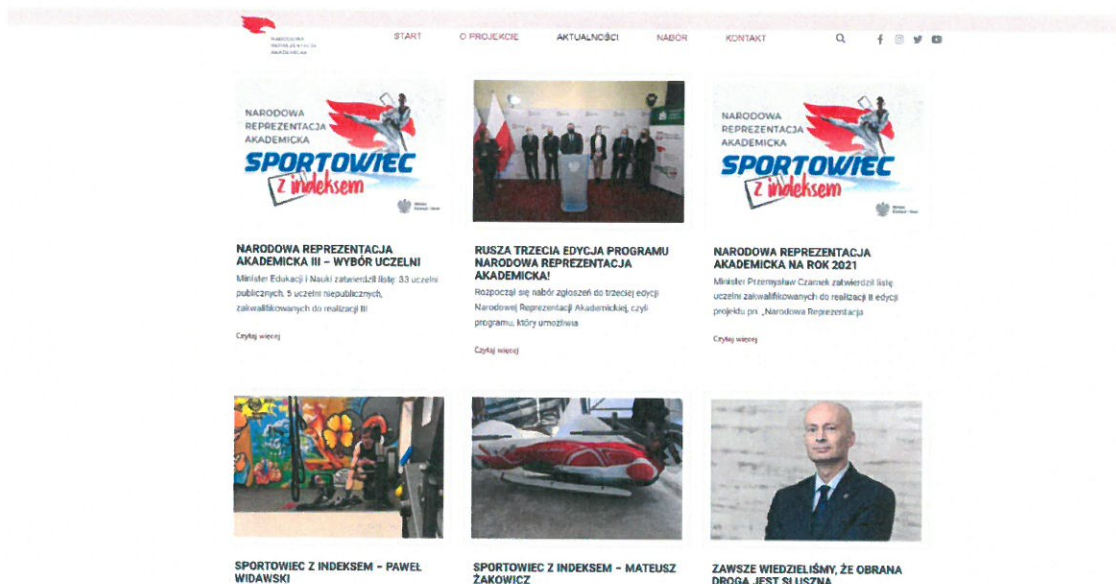 NARODOWA
REPREZENTACJA
AKADEMICKA
START
O PROJEKCIE
AKTUALNOŚCI
NABÓR
KONTAKT
NARODOWA
REPREZENTACJA
AKADEMICKA
SPORTOWIEC
z indeksem
NARODOWA REPREZENTACJA
AKADEMICKA III – WYBÓR UCZELNI
Minister Edukacji i Nauki zatwierdził listę: 33 uczelni
publicznych, 5 uczelni niepublicznych,
zakwalifikowanych do realizacji III
Czytaj więcej
RUSZA TRZECIA EDYCJA PROGRAMU
NARODOWA REPREZENTACJA
AKADEMICKA!
Rozpoczął się nabór zgłoszeń do trzeciej edycji
Narodowej Reprezentacji Akademickiej, czyli
programu, który umożliwia
Czytaj więcej
NARODOWA
REPREZENTACJA
AKADEMICKA
SPORTOWIEC
z indeksem
NARODOWA REPREZENTACJA
AKADEMICKA NA ROK 2021
Minister Przemysław Czarnek zatwierdził listę
uczelni zakwalifikowanych do realizacji II edycji
projektu pn. „Narodowa Reprezentacja
Czytaj więcej
SPORTOWIEC Z INDEKSEM – PAWEŁ
WIDAWSKI
SPORTOWIEC Z INDEKSEM – MATEUSZ
ŻAKOWICZ
ZAWSZE WIEDZIELIŚMY, ŻE OBRANA
DROGA JEST SŁUSZNA